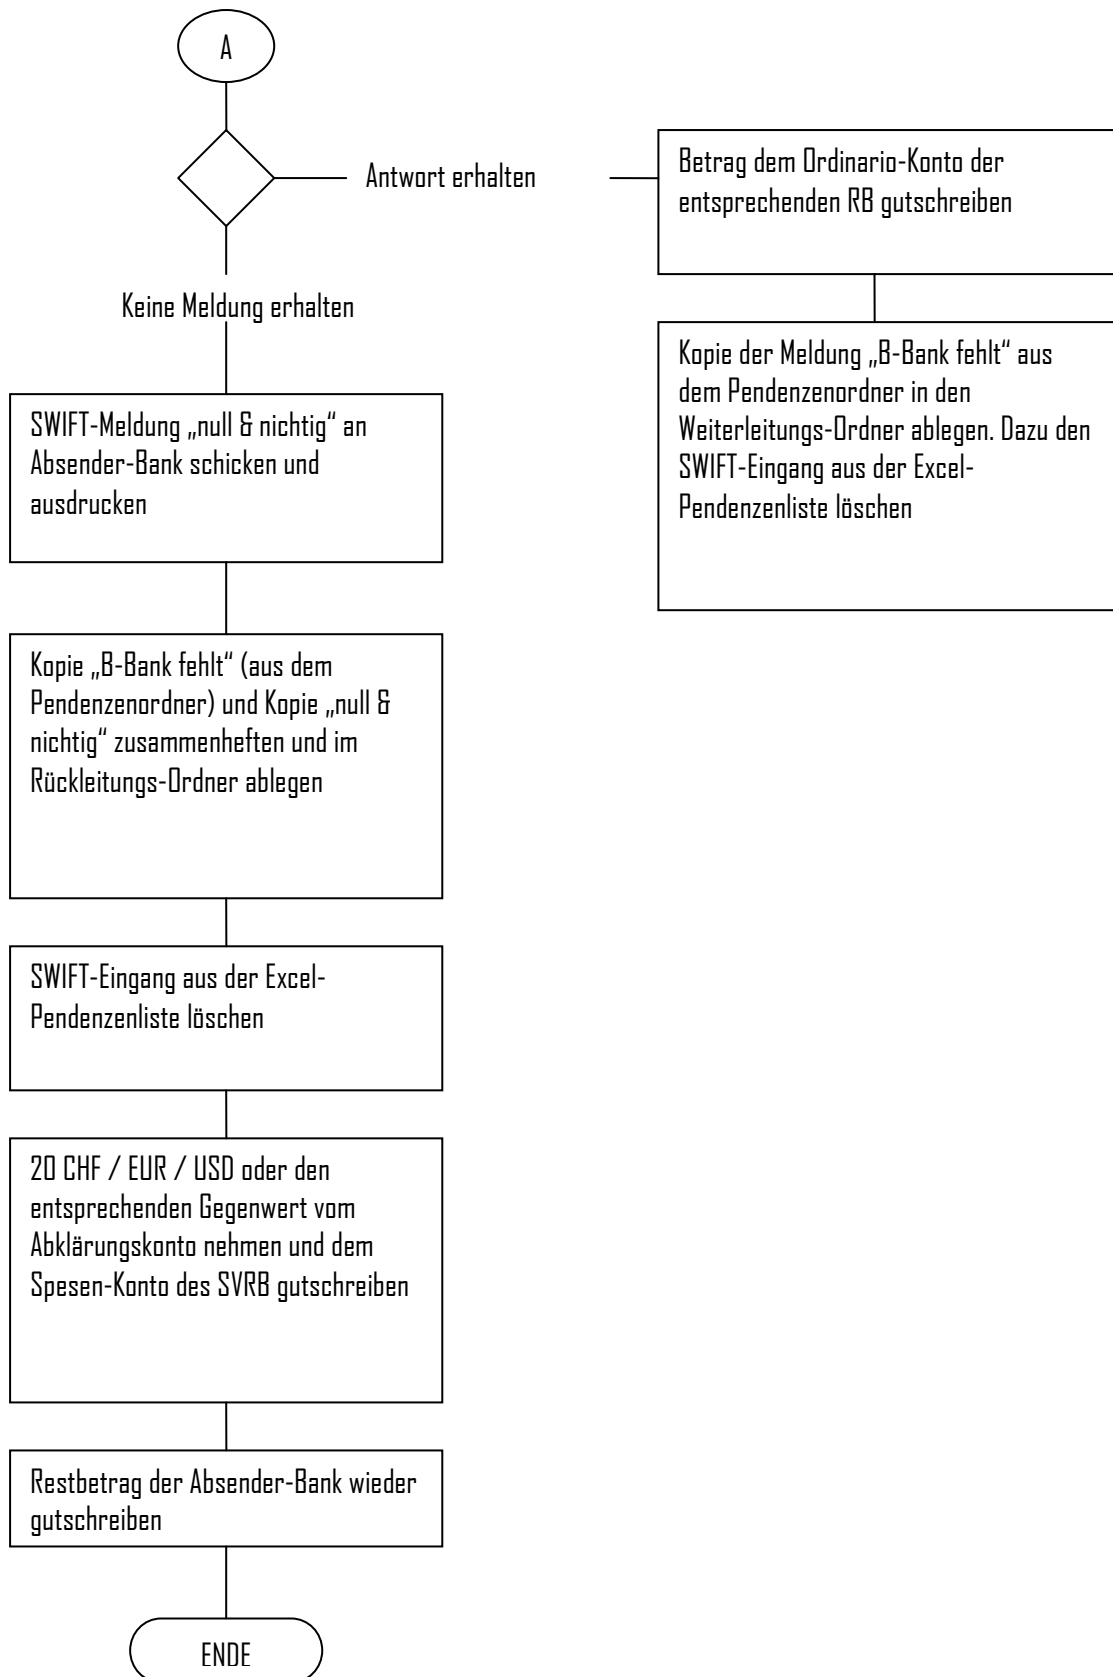 A
Antwort erhalten
Betrag dem Ordinario-Konto der
entsprechenden RB gutschreiben
Keine Meldung erhalten
Kopie der Meldung „B-Bank fehlt“ aus
dem Pendenzenordner in den
Weiterleitungs-Ordner ablegen. Dazu den
SWIFT-Eingang aus der Excel-
Pendenzenliste löschen
SWIFT-Meldung „null & nichtig“ an
Absender-Bank schicken und
ausdrucken
Kopie „B-Bank fehlt“ (aus dem
Pendenzenordner) und Kopie „null &
nichtig“ zusammenheften und im
Rückleitungs-Ordner ablegen
SWIFT-Eingang aus der Excel-
Pendenzenliste löschen
20 CHF / EUR / USD oder den
entsprechenden Gegenwert vom
Abklärungskonto nehmen und dem
Spesen-Konto des SVRB gutschreiben
Restbetrag der Absender-Bank wieder
gutschreiben
ENDE